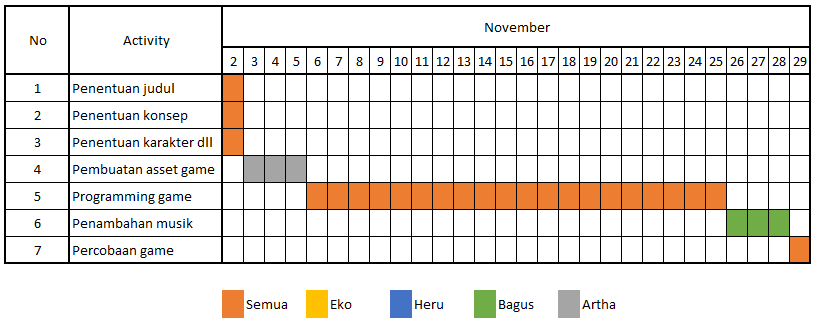 No Activity November
2 3 4 5 6 7 8 9 10 11 12 13 14 15 16 17 18 19 20 21 22 23 24 25 26 27 28 29
1 Penentuan judul
2 Penentuan konsep
3 Penentuan karakter dll
4 Pembuatan asset game
5 Programming game
6 Penambahan musik
7 Percobaan game
Semua Eko Heru Bagus Artha